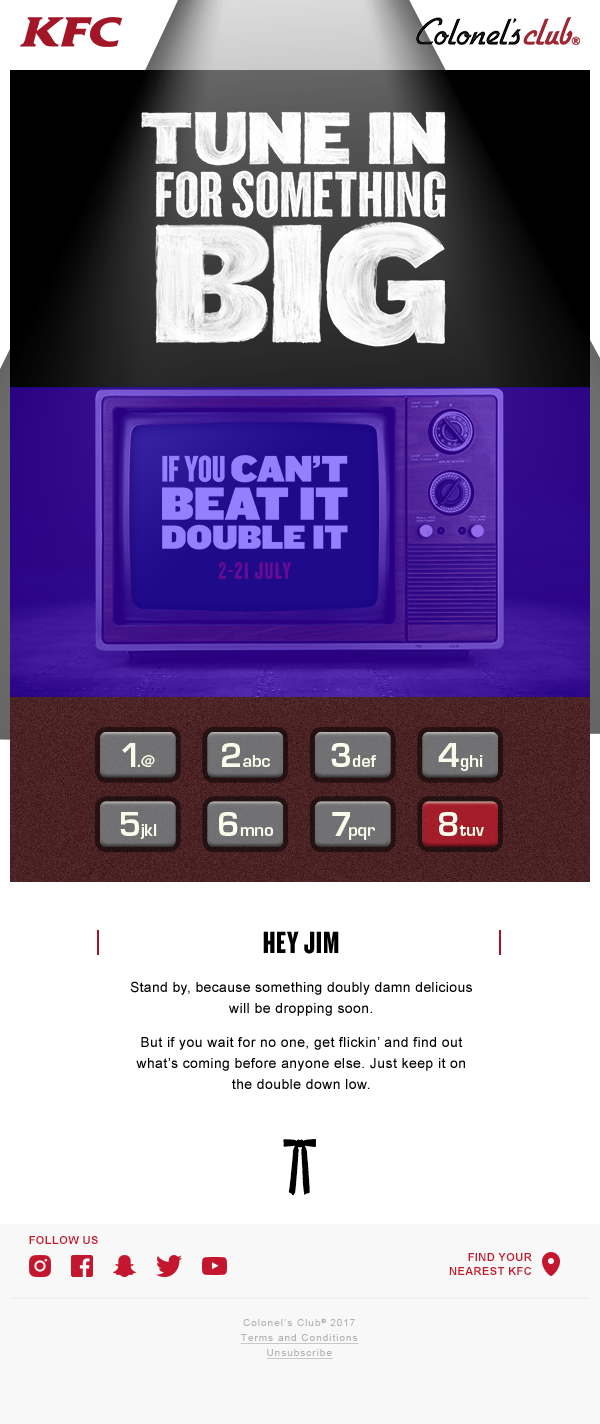 KFC
Colonel's club®
TUNE IN
FOR SOMETHING
BIG
IF YOU CAN'T
BEAT IT
DOUBLE IT
2-21 JULY
1.@ 2abc 3def 4ghi
5jkl 6mno 7pqr 8tuv
HEY JIM
Stand by, because something doubly damn delicious
will be dropping soon.
But if you wait for no one, get flickin' and find out
what's coming before anyone else. Just keep it on
the double down low.
FOLLOW US
FIND YOUR
NEAREST KFC
Colonel's Club® 2017
Terms and Conditions
Unsubscribe